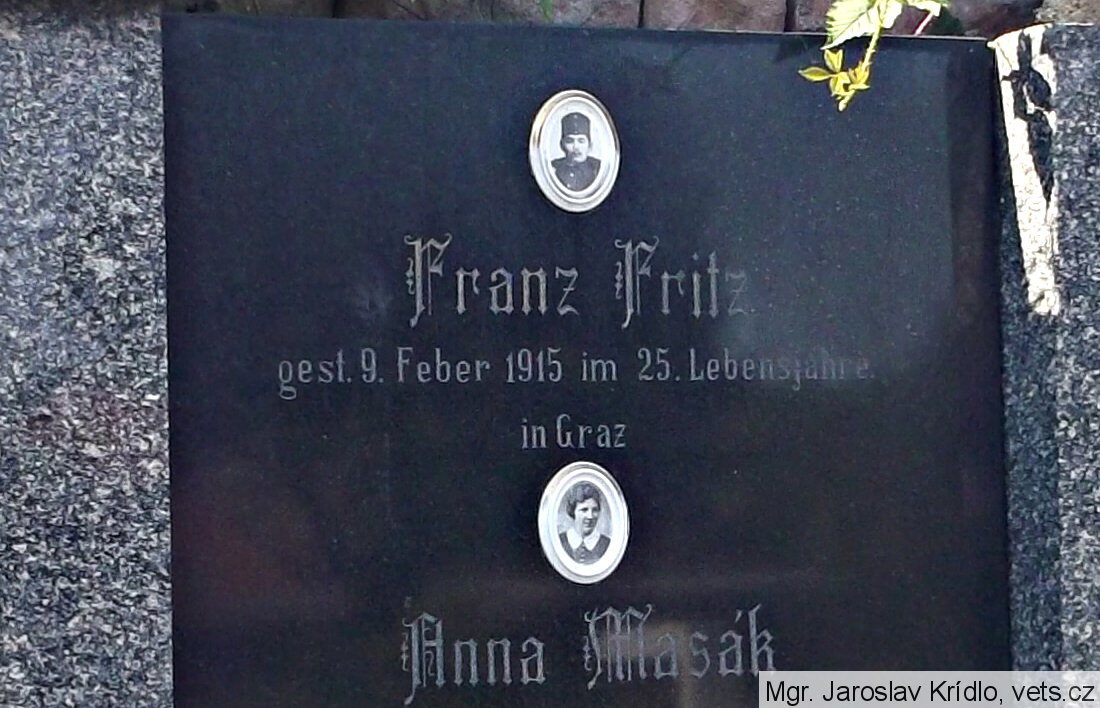 Franz Fritz
gest. 9. Feber 1915 im 25. Lebensjahre.
in Graz
Anna Masák
Mgr. Jaroslav Krídlo, vets.cz